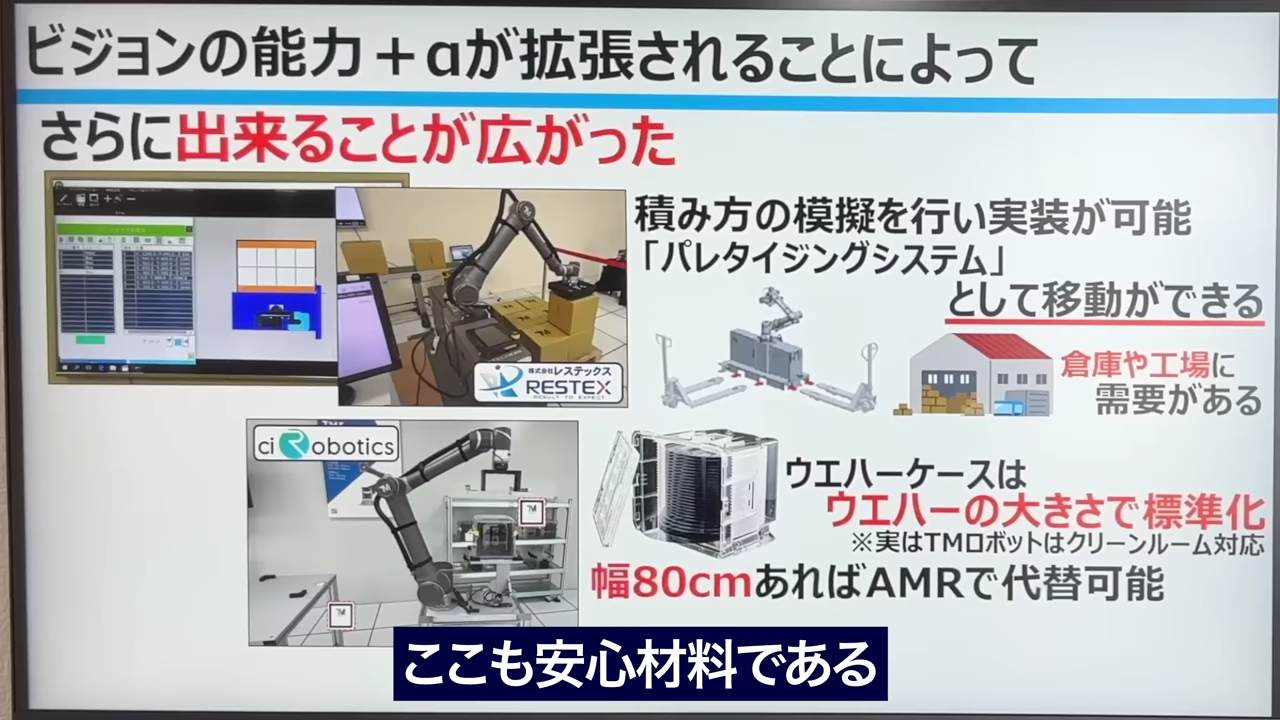 ビジョンの能力＋αが拡張されることによって
さらに出来ることが広がった
積み方の模擬を行い実装が可能
「パレタイジングシステム」
として移動ができる
倉庫や工場に
需要がある
株式会社レステックス
RESTEX
RESULT TO EXPECT
ci Robotics
TM
TM
ウエハーケースは
ウエハーの大きさで標準化
※実はTMロボットはクリーンルーム対応
幅80cmあればAMRで代替可能
ここも安心材料である